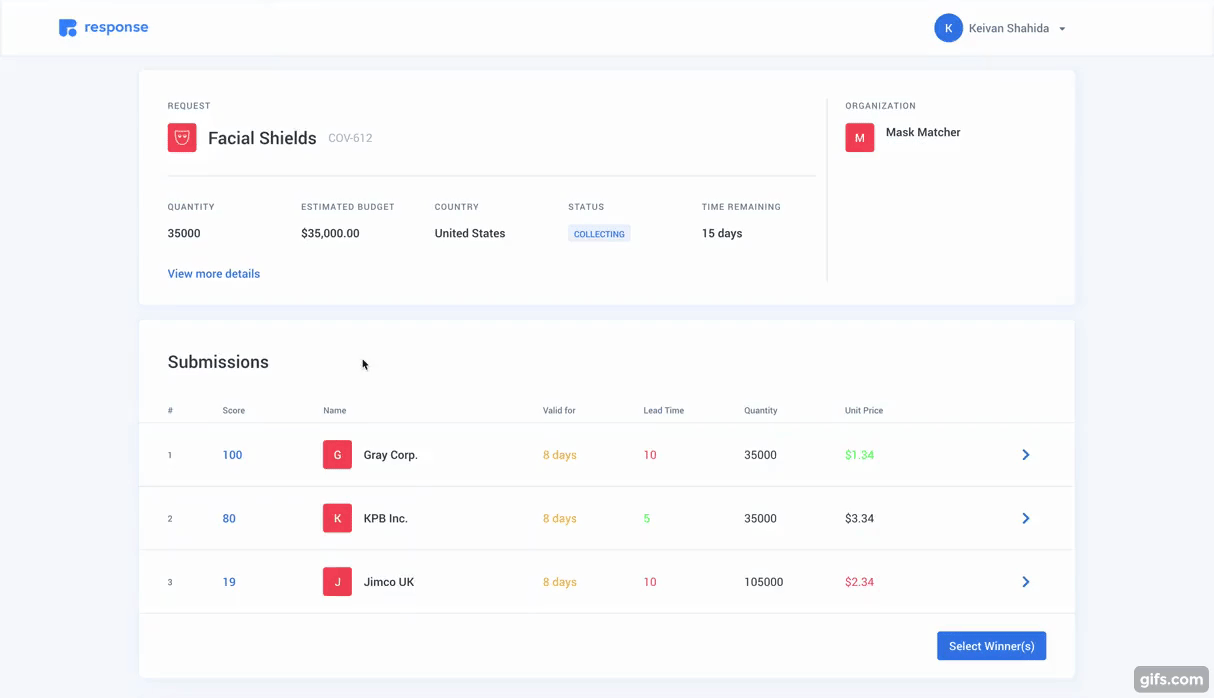 response
K Keivan Shahida
REQUEST
Facial Shields COV-612
QUANTITY ESTIMATED BUDGET COUNTRY STATUS TIME REMAINING
35000 $35,000.00 United States COLLECTING 15 days
View more details
ORGANIZATION
M Mask Matcher
Submissions
# Score Name Valid for Lead Time Quantity Unit Price
1 100 G Gray Corp. 8 days 10 35000 $1.34
2 80 K KPB Inc. 8 days 5 35000 $3.34
3 19 J Jimco UK 8 days 10 105000 $2.34
Select Winner(s)
gifs.com